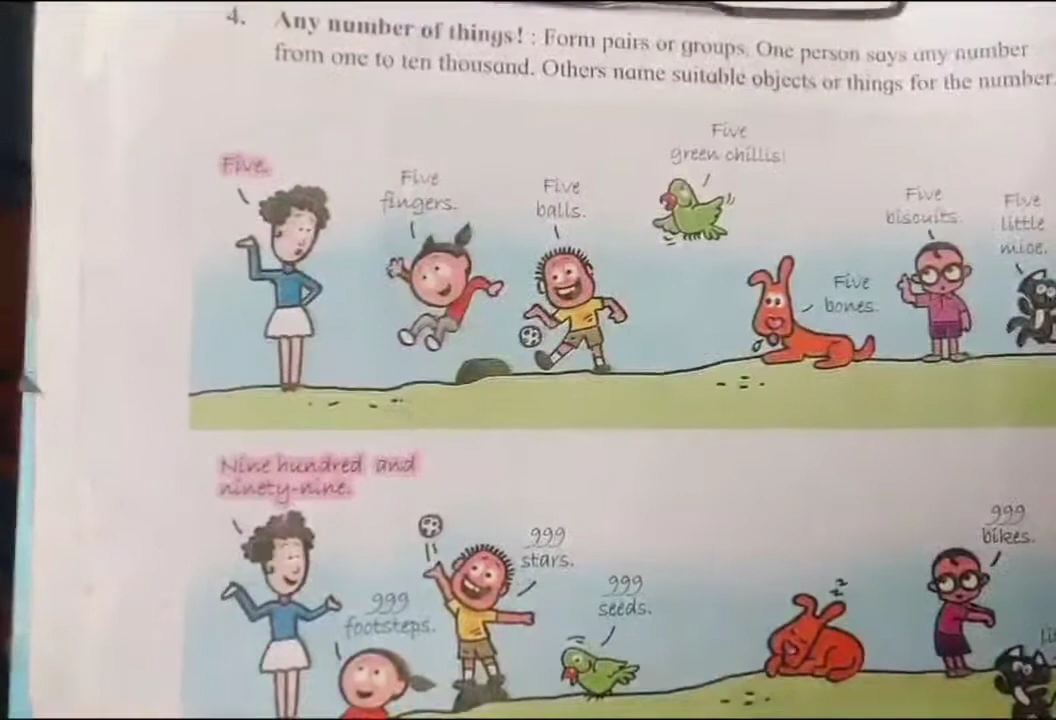 4. Any number of things! : Form pairs or groups. One person says any number
from one to ten thousand. Others name suitable objects or things for the number.
Five.
Five
fingers.
Five
balls.
Five
green chillis!
Five
bones.
Five
biscuits.
Five
little
mice.
Nine hundred and
ninety-nine.
999
footsteps.
999
stars.
999
seeds.
999
bikes.